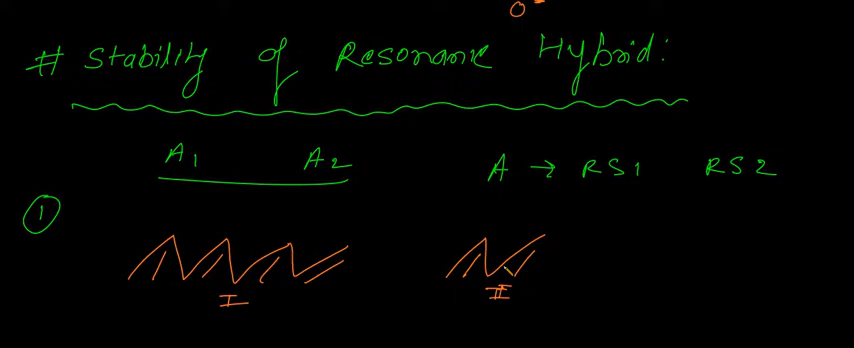 O⁻
# Stability of Resonance Hybrid:
A1 A2 A → RS1 RS2
1
I II